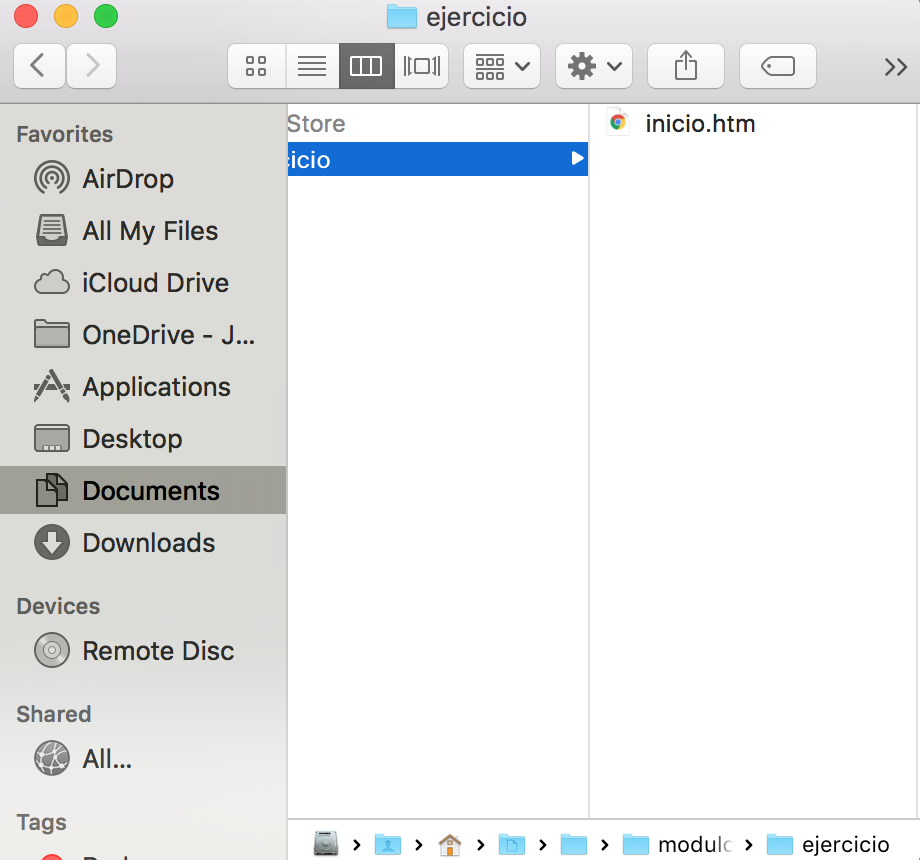 ejercicio
Favorites
AirDrop
All My Files
iCloud Drive
OneDrive - J...
Applications
Desktop
Documents
Downloads
Devices
Remote Disc
Shared
All...
Tags
Store
icio
inicio.htm
modulo
ejercicio